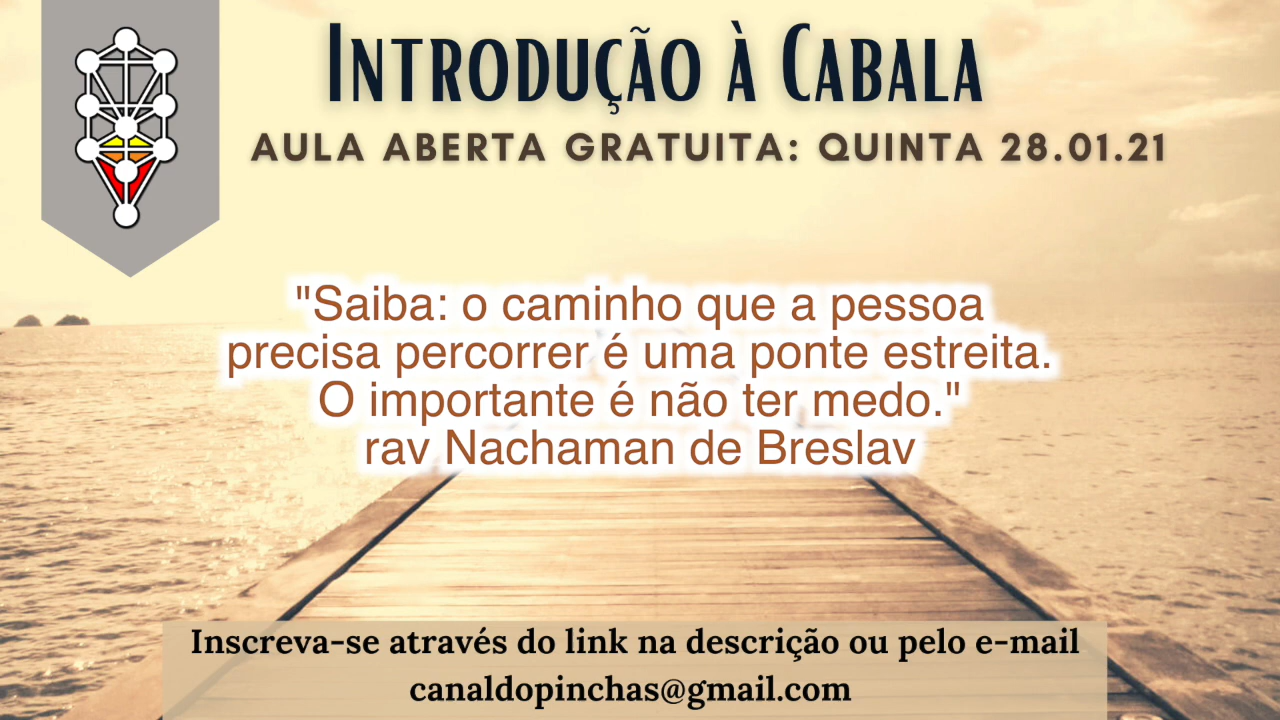 Introdução à Cabala
AULA ABERTA GRATUITA: QUINTA 28.01.21
"Saiba: o caminho que a pessoa
precisa percorrer é uma ponte estreita.
O importante é não ter medo."
rav Nachaman de Breslav
Inscreva-se através do link na descrição ou pelo e-mail
canaldopinchas@gmail.com